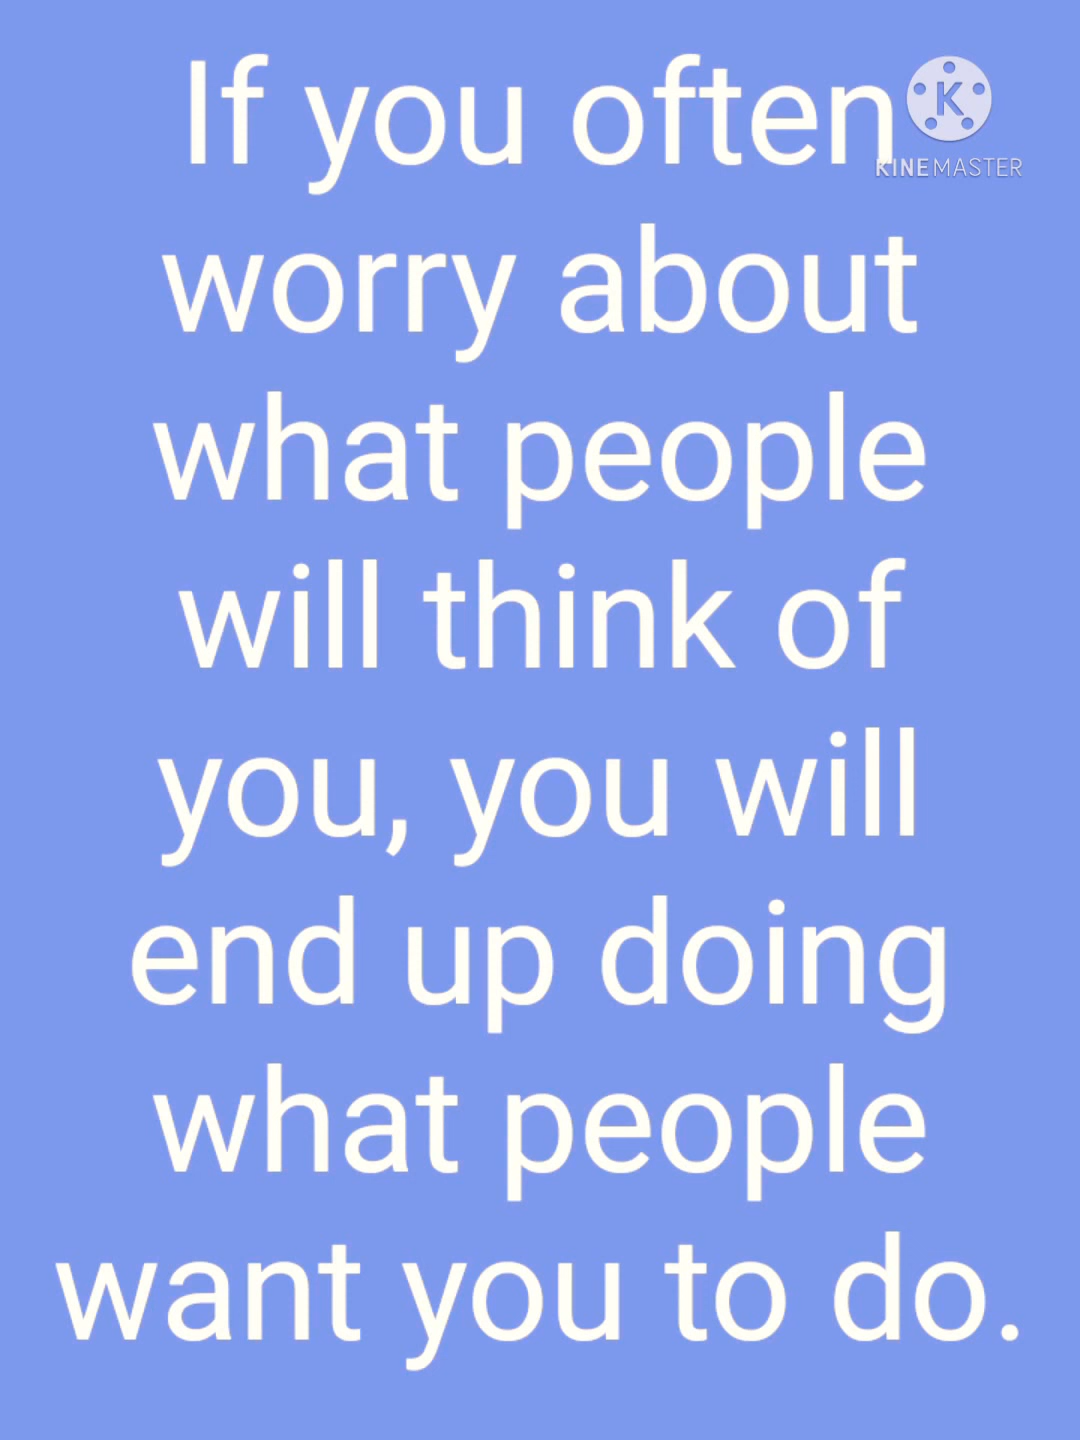 If you often
K
KINEMASTER
worry about
what people
will think of
you, you will
end up doing
what people
want you to do.